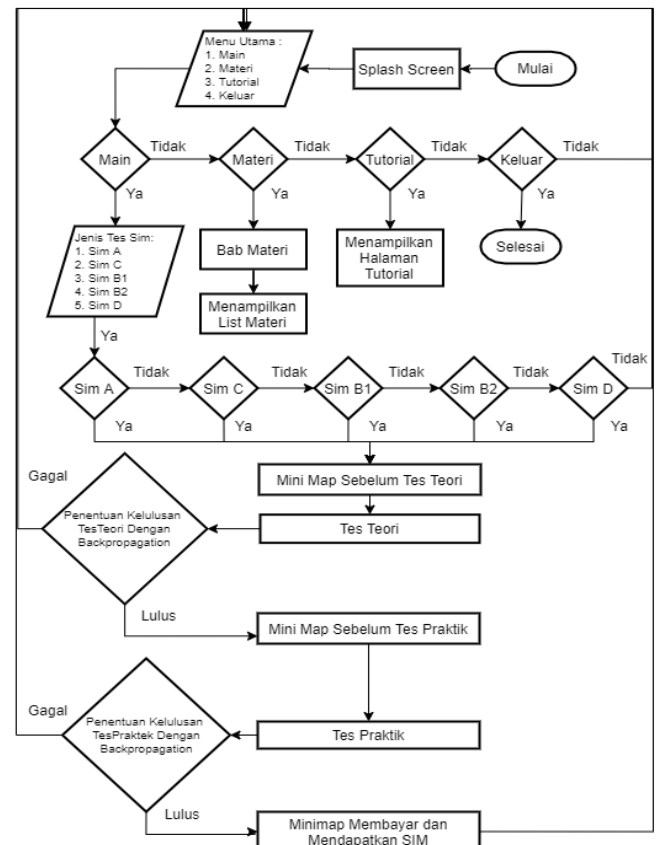 Menu Utama :
1. Main
2. Materi
3. Tutorial
4. Keluar
Splash Screen
Mulai
Main
Tidak
Materi
Tidak
Tutorial
Tidak
Keluar
Tidak
Ya
Ya
Ya
Ya
Jenis Tes Sim:
1. Sim A
2. Sim C
3. Sim B1
4. Sim B2
5. Sim D
Bab Materi
Menampilkan
Halaman
Tutorial
Selesai
Menampilkan
List Materi
Ya
Sim A
Tidak
Sim C
Tidak
Sim B1
Tidak
Sim B2
Tidak
Sim D
Tidak
Ya
Ya
Ya
Ya
Ya
Mini Map Sebelum Tes Teori
Gagal
Penentuan Kelulusan
TesTeori Dengan
Backpropagation
Tes Teori
Lulus
Mini Map Sebelum Tes Praktik
Gagal
Penentuan Kelulusan
TesPraktek Dengan
Backpropagation
Tes Praktik
Lulus
Minimap Membayar dan
Mendapatkan SIM